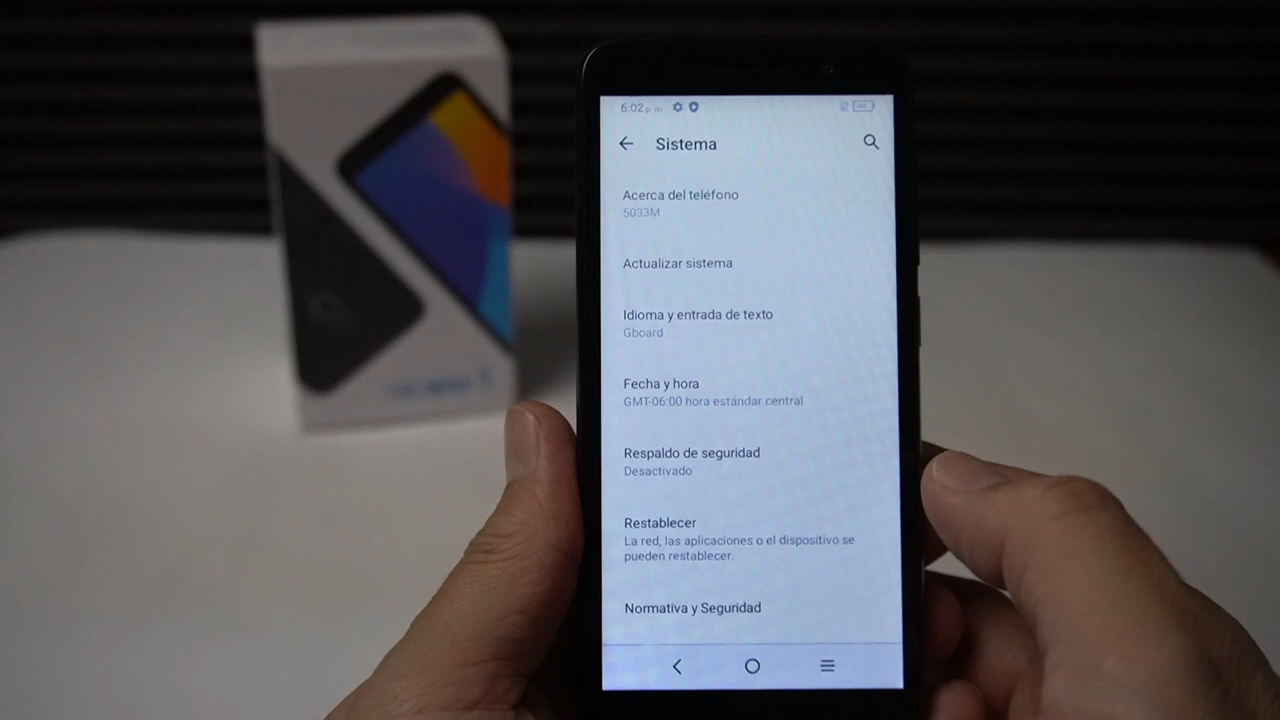 6:02 p. m.
Sistema
Acerca del teléfono
5033M
Actualizar sistema
Idioma y entrada de texto
Gboard
Fecha y hora
GMT-06:00 hora estándar central
Respaldo de seguridad
Desactivado
Restablecer
La red, las aplicaciones o el dispositivo se
pueden restablecer.
Normativa y Seguridad